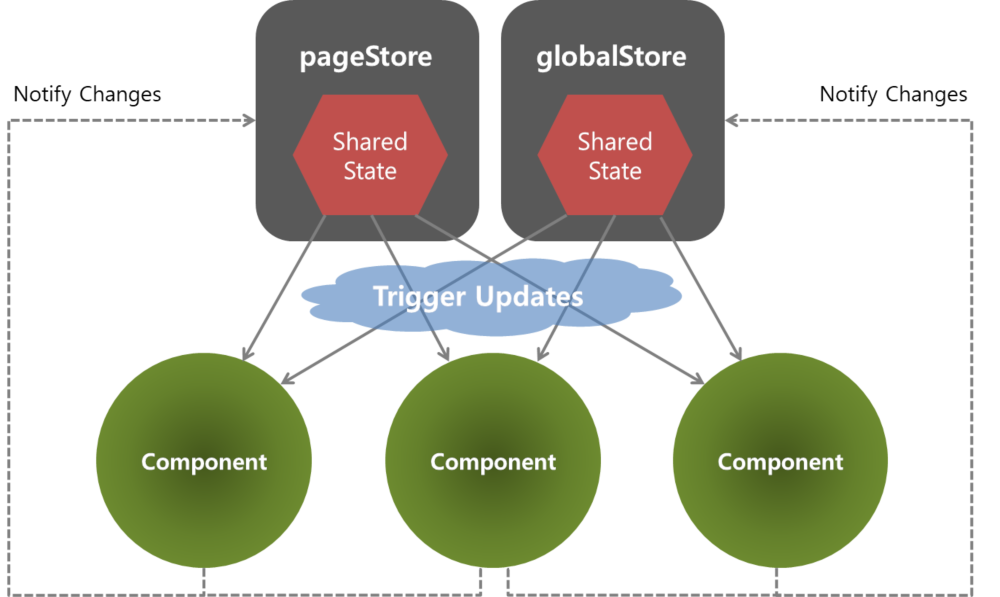 pageStore
globalStore
Notify Changes
Notify Changes
Shared
State
Shared
State
Trigger Updates
Component
Component
Component